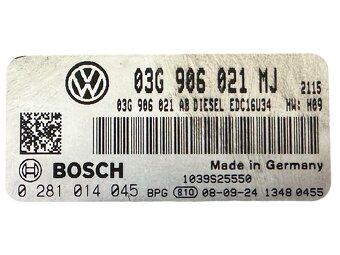 03G 906 021 MJ 2115
03G 906 021 AB DIESEL EDC16U34 HW: H09
BOSCH
Made in Germany
1039S25550
0 281 014 045 BPG 810 08-09-24 1348 0455